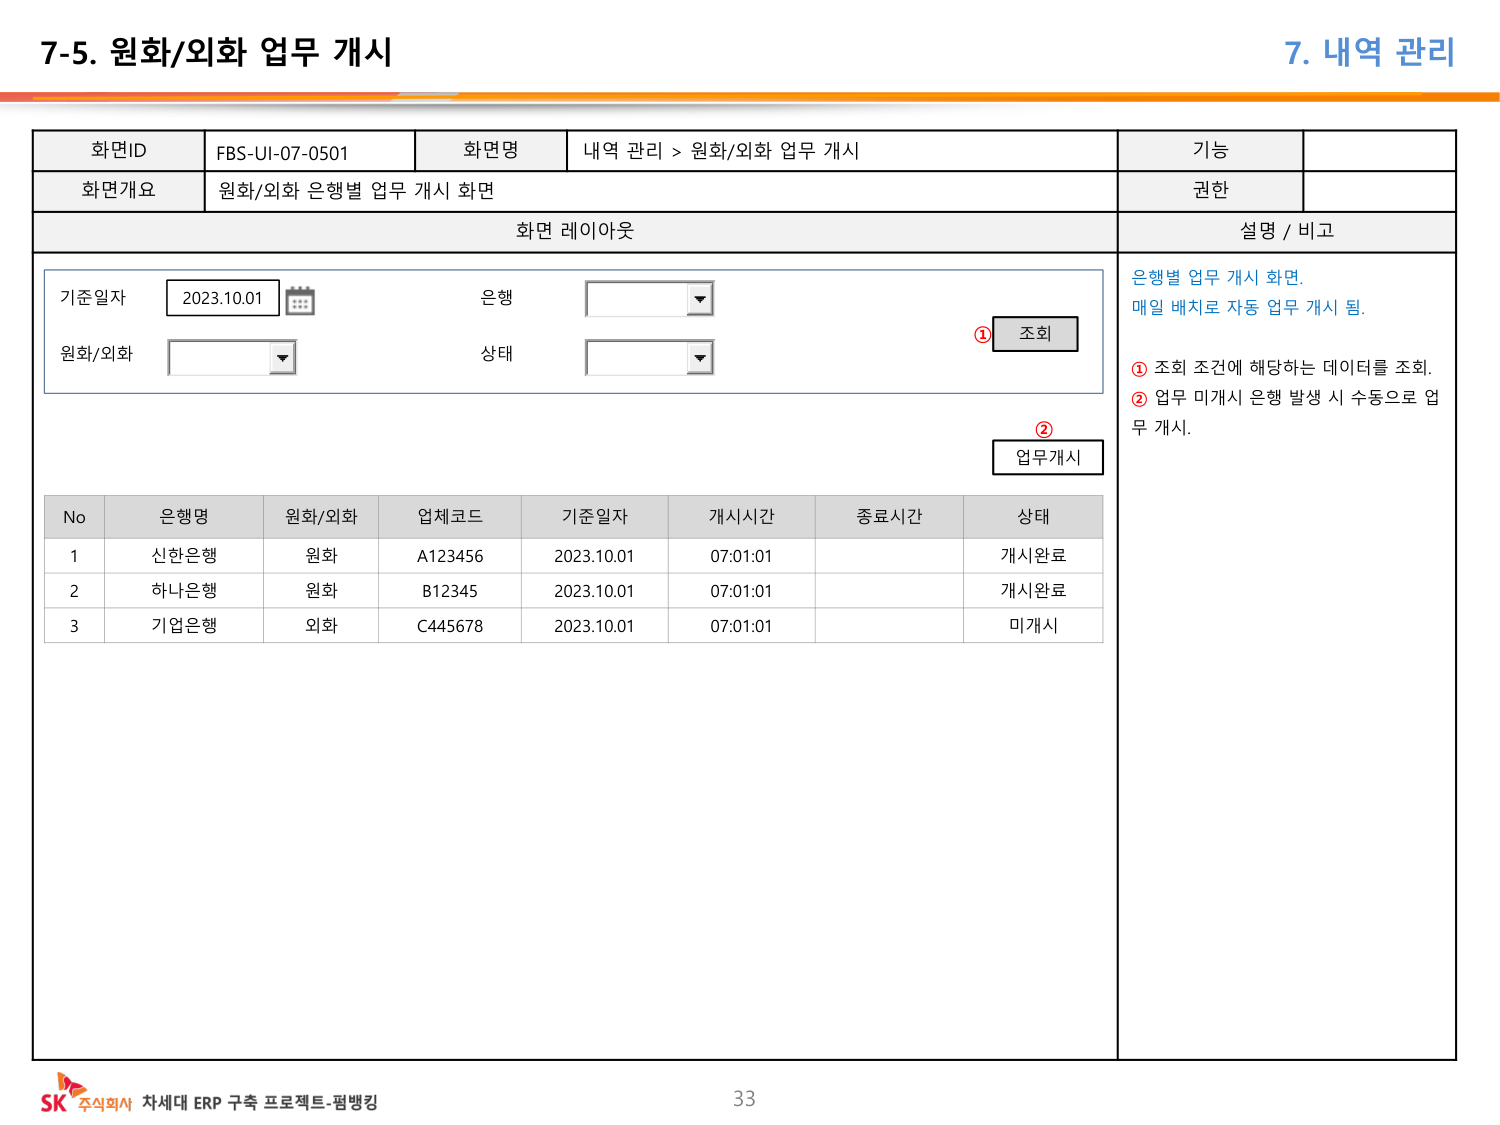 7-5. 원화/외화 업무 개시
7. 내역 관리
화면ID FBS-UI-07-0501 화면명 내역 관리 > 원화/외화 업무 개시 기능
화면개요 원화/외화 은행별 업무 개시 화면 권한
화면 레이아웃 설명 / 비고
기준일자 2023.10.01 은행
원화/외화 상태
① 조회
②
업무개시
No 은행명 원화/외화 업체코드 기준일자 개시시간 종료시간 상태
1 신한은행 원화 A123456 2023.10.01 07:01:01 개시완료
2 하나은행 원화 B12345 2023.10.01 07:01:01 개시완료
3 기업은행 외화 C445678 2023.10.01 07:01:01 미개시
은행별 업무 개시 화면.
매일 배치로 자동 업무 개시 됨.
① 조회 조건에 해당하는 데이터를 조회.
② 업무 미개시 은행 발생 시 수동으로 업
무 개시.
SK 주식회사 차세대 ERP 구축 프로젝트-펌뱅킹
33